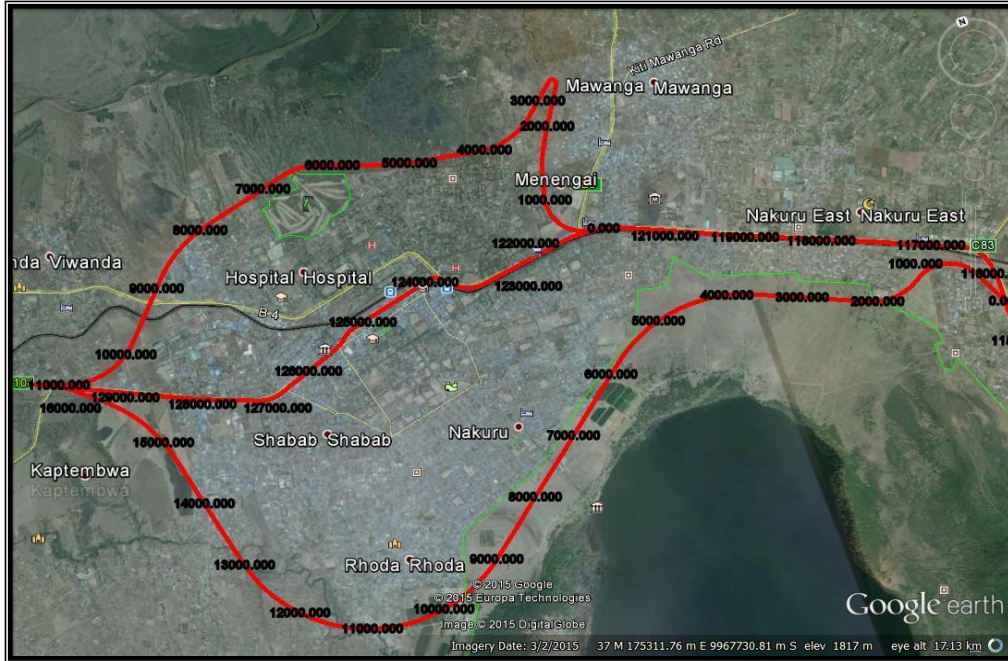 N
Kiti Mawanga Rd
Mawanga Mawanga
3000.000
2000.000
4000.000
5000.000
6000.000
7000.000
Menengai
1000.000
8000.000
Nakuru East Nakuru East
0.000
121000.000
118000.000
117000.000
C83
122000.000
123000.000
1000.000
116000
nda Viwanda
Hospital Hospital
124000.000
9000.000
B 4
125000.000
4000.000
3000.000
2000.000
0.0
5000.000
10000.000
126000.000
6000.000
11000.000
129000.000
128000.000
127000.000
16000.000
15000.000
Shabab Shabab
Nakuru
7000.000
Kaptembwa
Kaptembwa
14000.000
8000.000
13000.000
Rhoda Rhoda
9000.000
12000.000
11000.000
10000.000
© 2015 Google
© 2015 Europa Technologies
Image © 2015 DigitalGlobe
Google earth
Imagery Date: 3/2/2015 37 M 175311.76 m E 9967730.81 m S elev 1817 m eye alt 17.13 km